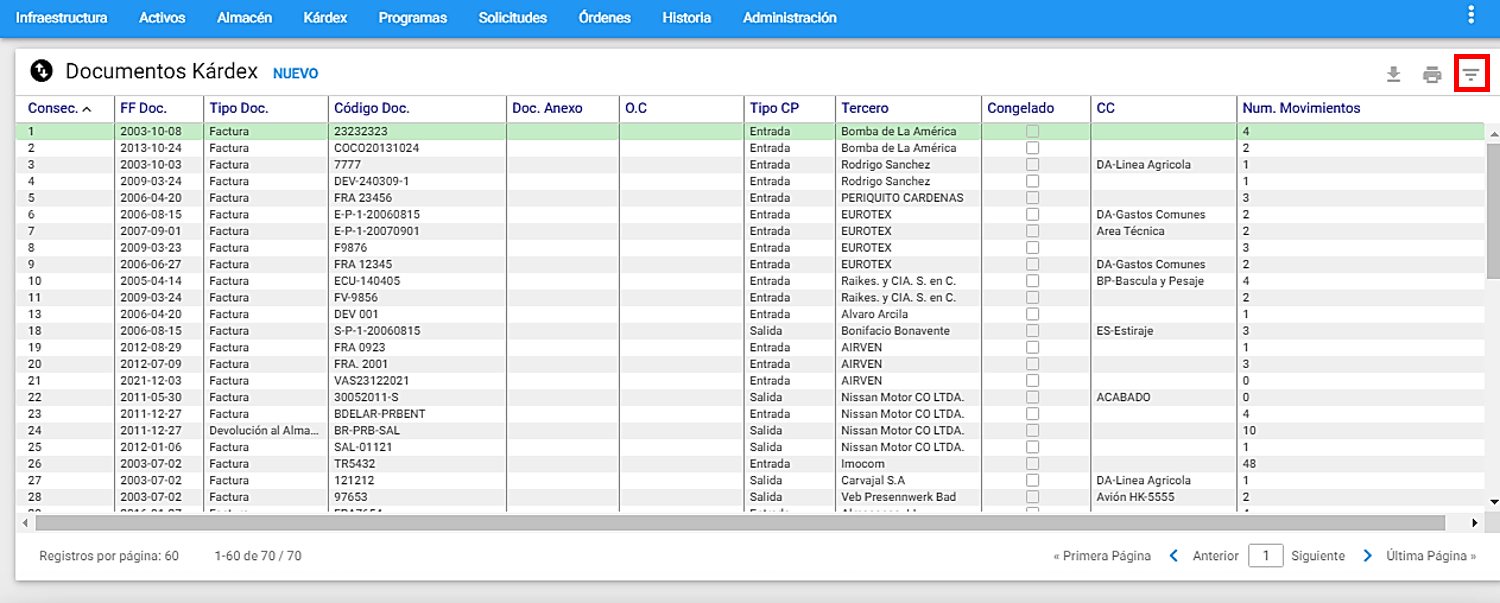 Infraestructura Activos Almacén Kárdex Programas Solicitudes Órdenes Historia Administración
Documentos Kárdex NUEVO
Consec. FF Doc. Tipo Doc. Código Doc. Doc. Anexo O.C Tipo CP Tercero Congelado CC Num. Movimientos
1 2003-10-08 Factura 23232323 Entrada Bomba de La América 4
2 2013-10-24 Factura COCO20131024 Entrada Bomba de La América 2
3 2003-10-03 Factura 7777 Entrada Rodrigo Sanchez DA-Linea Agricola 1
4 2009-03-24 Factura DEV-240309-1 Entrada Rodrigo Sanchez 1
5 2006-04-20 Factura FRA 23456 Entrada PERIQUITO CARDENAS 3
6 2006-08-15 Factura E-P-1-20060815 Entrada EUROTEX DA-Gastos Comunes 2
7 2007-09-01 Factura E-P-1-20070901 Entrada EUROTEX Area Técnica 2
8 2009-03-23 Factura F9876 Entrada EUROTEX 3
9 2006-06-27 Factura FRA 12345 Entrada EUROTEX DA-Gastos Comunes 2
10 2005-04-14 Factura ECU-140405 Entrada Raikes. y CIA. S. en C. BP-Bascula y Pesaje 4
11 2009-03-24 Factura FV-9856 Entrada Raikes. y CIA. S. en C. 2
13 2006-04-20 Factura DEV 001 Entrada Alvaro Arcila 1
18 2006-08-15 Factura S-P-1-20060815 Salida Bonifacio Bonavente ES-Estiraje 3
19 2012-08-29 Factura FRA 0923 Entrada AIRVEN 1
20 2012-07-09 Factura FRA. 2001 Entrada AIRVEN 3
21 2021-12-03 Factura VAS23122021 Entrada AIRVEN 0
22 2011-05-30 Factura 30052011-S Salida Nissan Motor CO LTDA. ACABADO 0
23 2011-12-27 Factura BDELAR-PRBENT Entrada Nissan Motor CO LTDA. 4
24 2011-12-27 Devolución al Alma... BR-PRB-SAL Salida Nissan Motor CO LTDA. 10
25 2012-01-06 Factura SAL-01121 Salida Nissan Motor CO LTDA. 1
26 2003-07-02 Factura TR5432 Entrada Imocom 48
27 2003-07-02 Factura 121212 Salida Carvajal S.A DA-Linea Agricola 1
28 2003-07-02 Factura 97653 Salida Veb Presennwerk Bad Avión HK-5555 2
Registros por página: 60 1-60 de 70 / 70 « Primera Página Anterior 1 Siguiente Última Página »